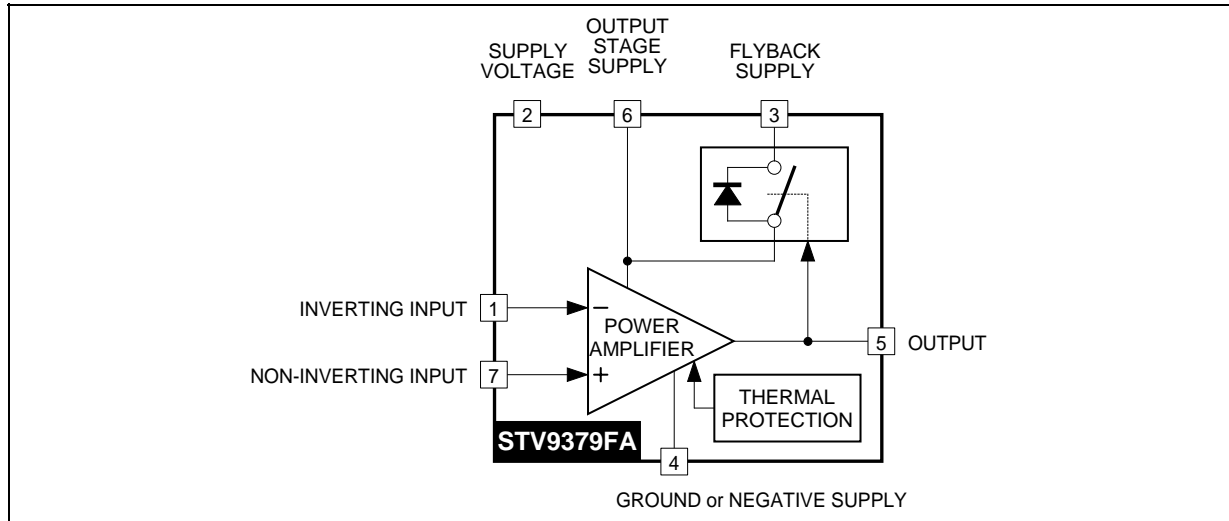 OUTPUT
STAGE
SUPPLY
SUPPLY
VOLTAGE
FLYBACK
SUPPLY
2
6
3
INVERTING INPUT
1
−
POWER
AMPLIFIER
5
OUTPUT
NON-INVERTING INPUT
7
+
THERMAL
PROTECTION
STV9379FA
4
GROUND or NEGATIVE SUPPLY